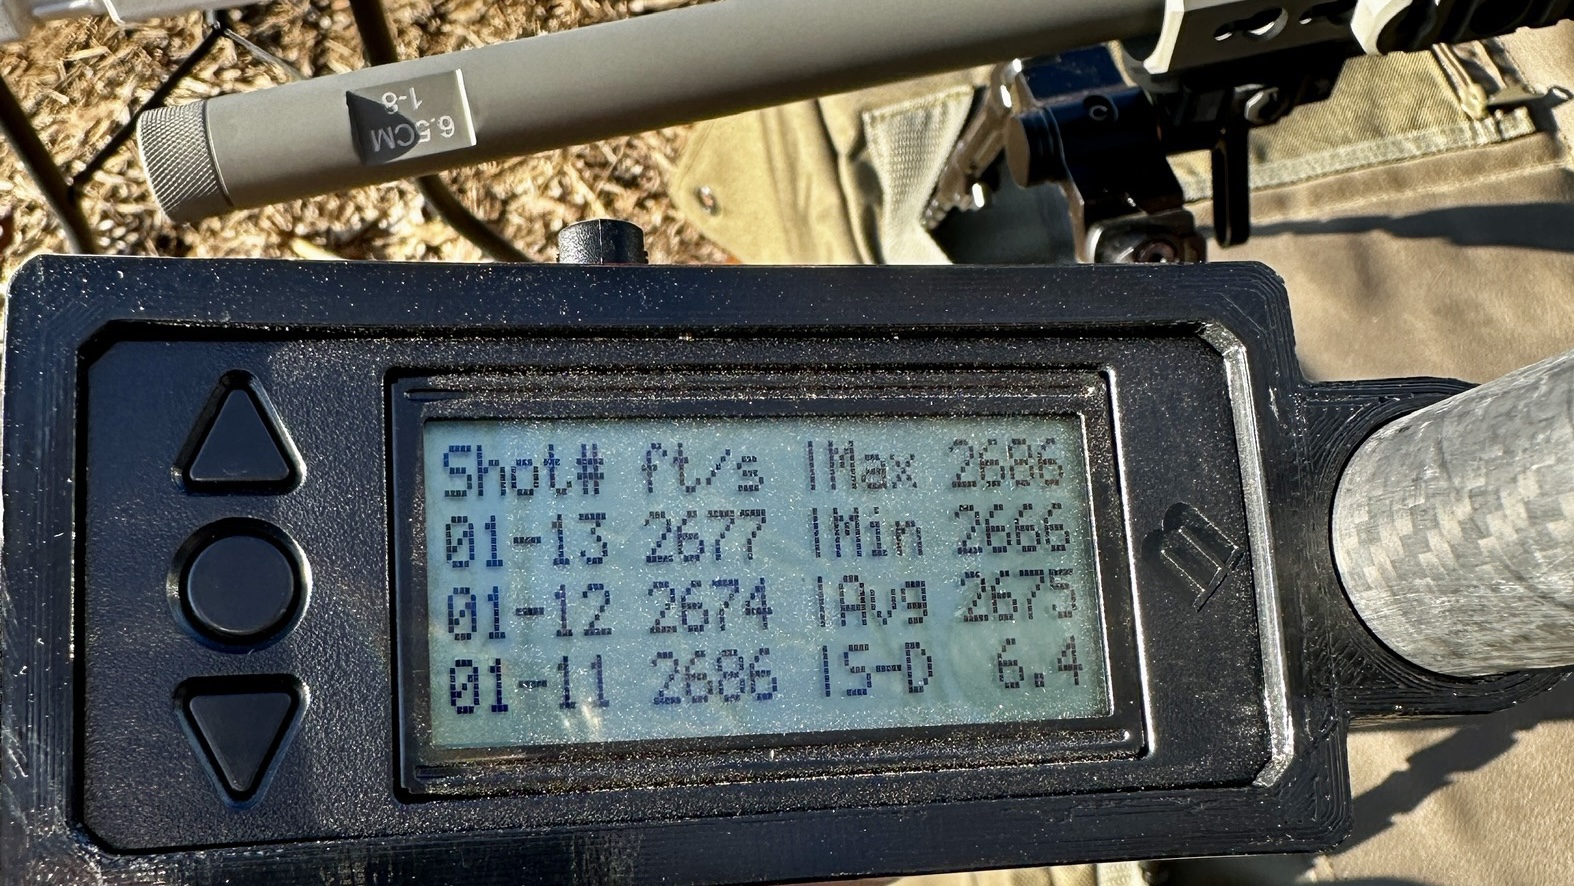 6.5CM
1-8
Shot# ft/s |Max 2686
01-13 2677 |Min 2666
01-12 2674 |Avg 2675
01-11 2686 |S-D 6.4